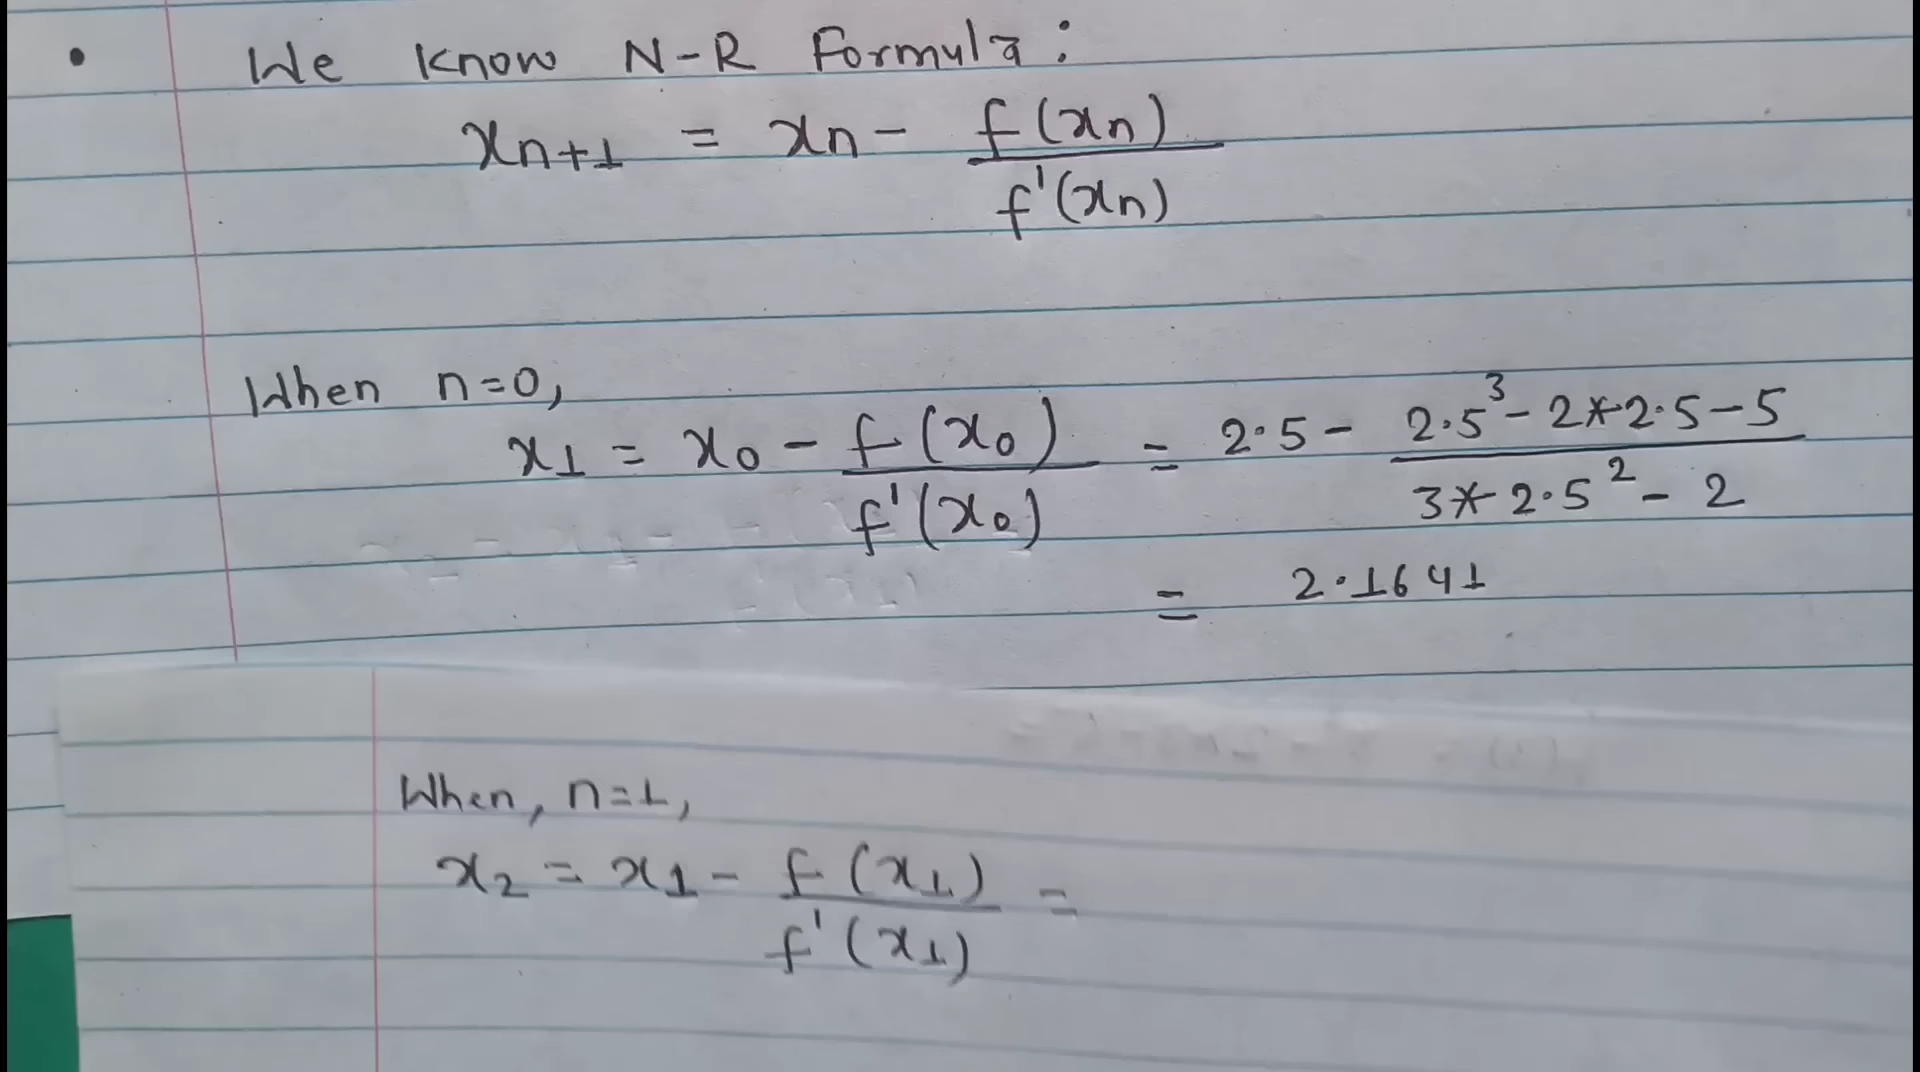 We know N-R Formula:
xn+1 = xn - f(xn)/f'(xn)
When n=0,
x1 = x0 - f(x0)/f'(x0) = 2.5 - 2.5³ - 2*2.5 - 5/3*2.5² - 2
= 2.1641
When, n=1,
x2 = x1 - f(x1)/f'(x1) =